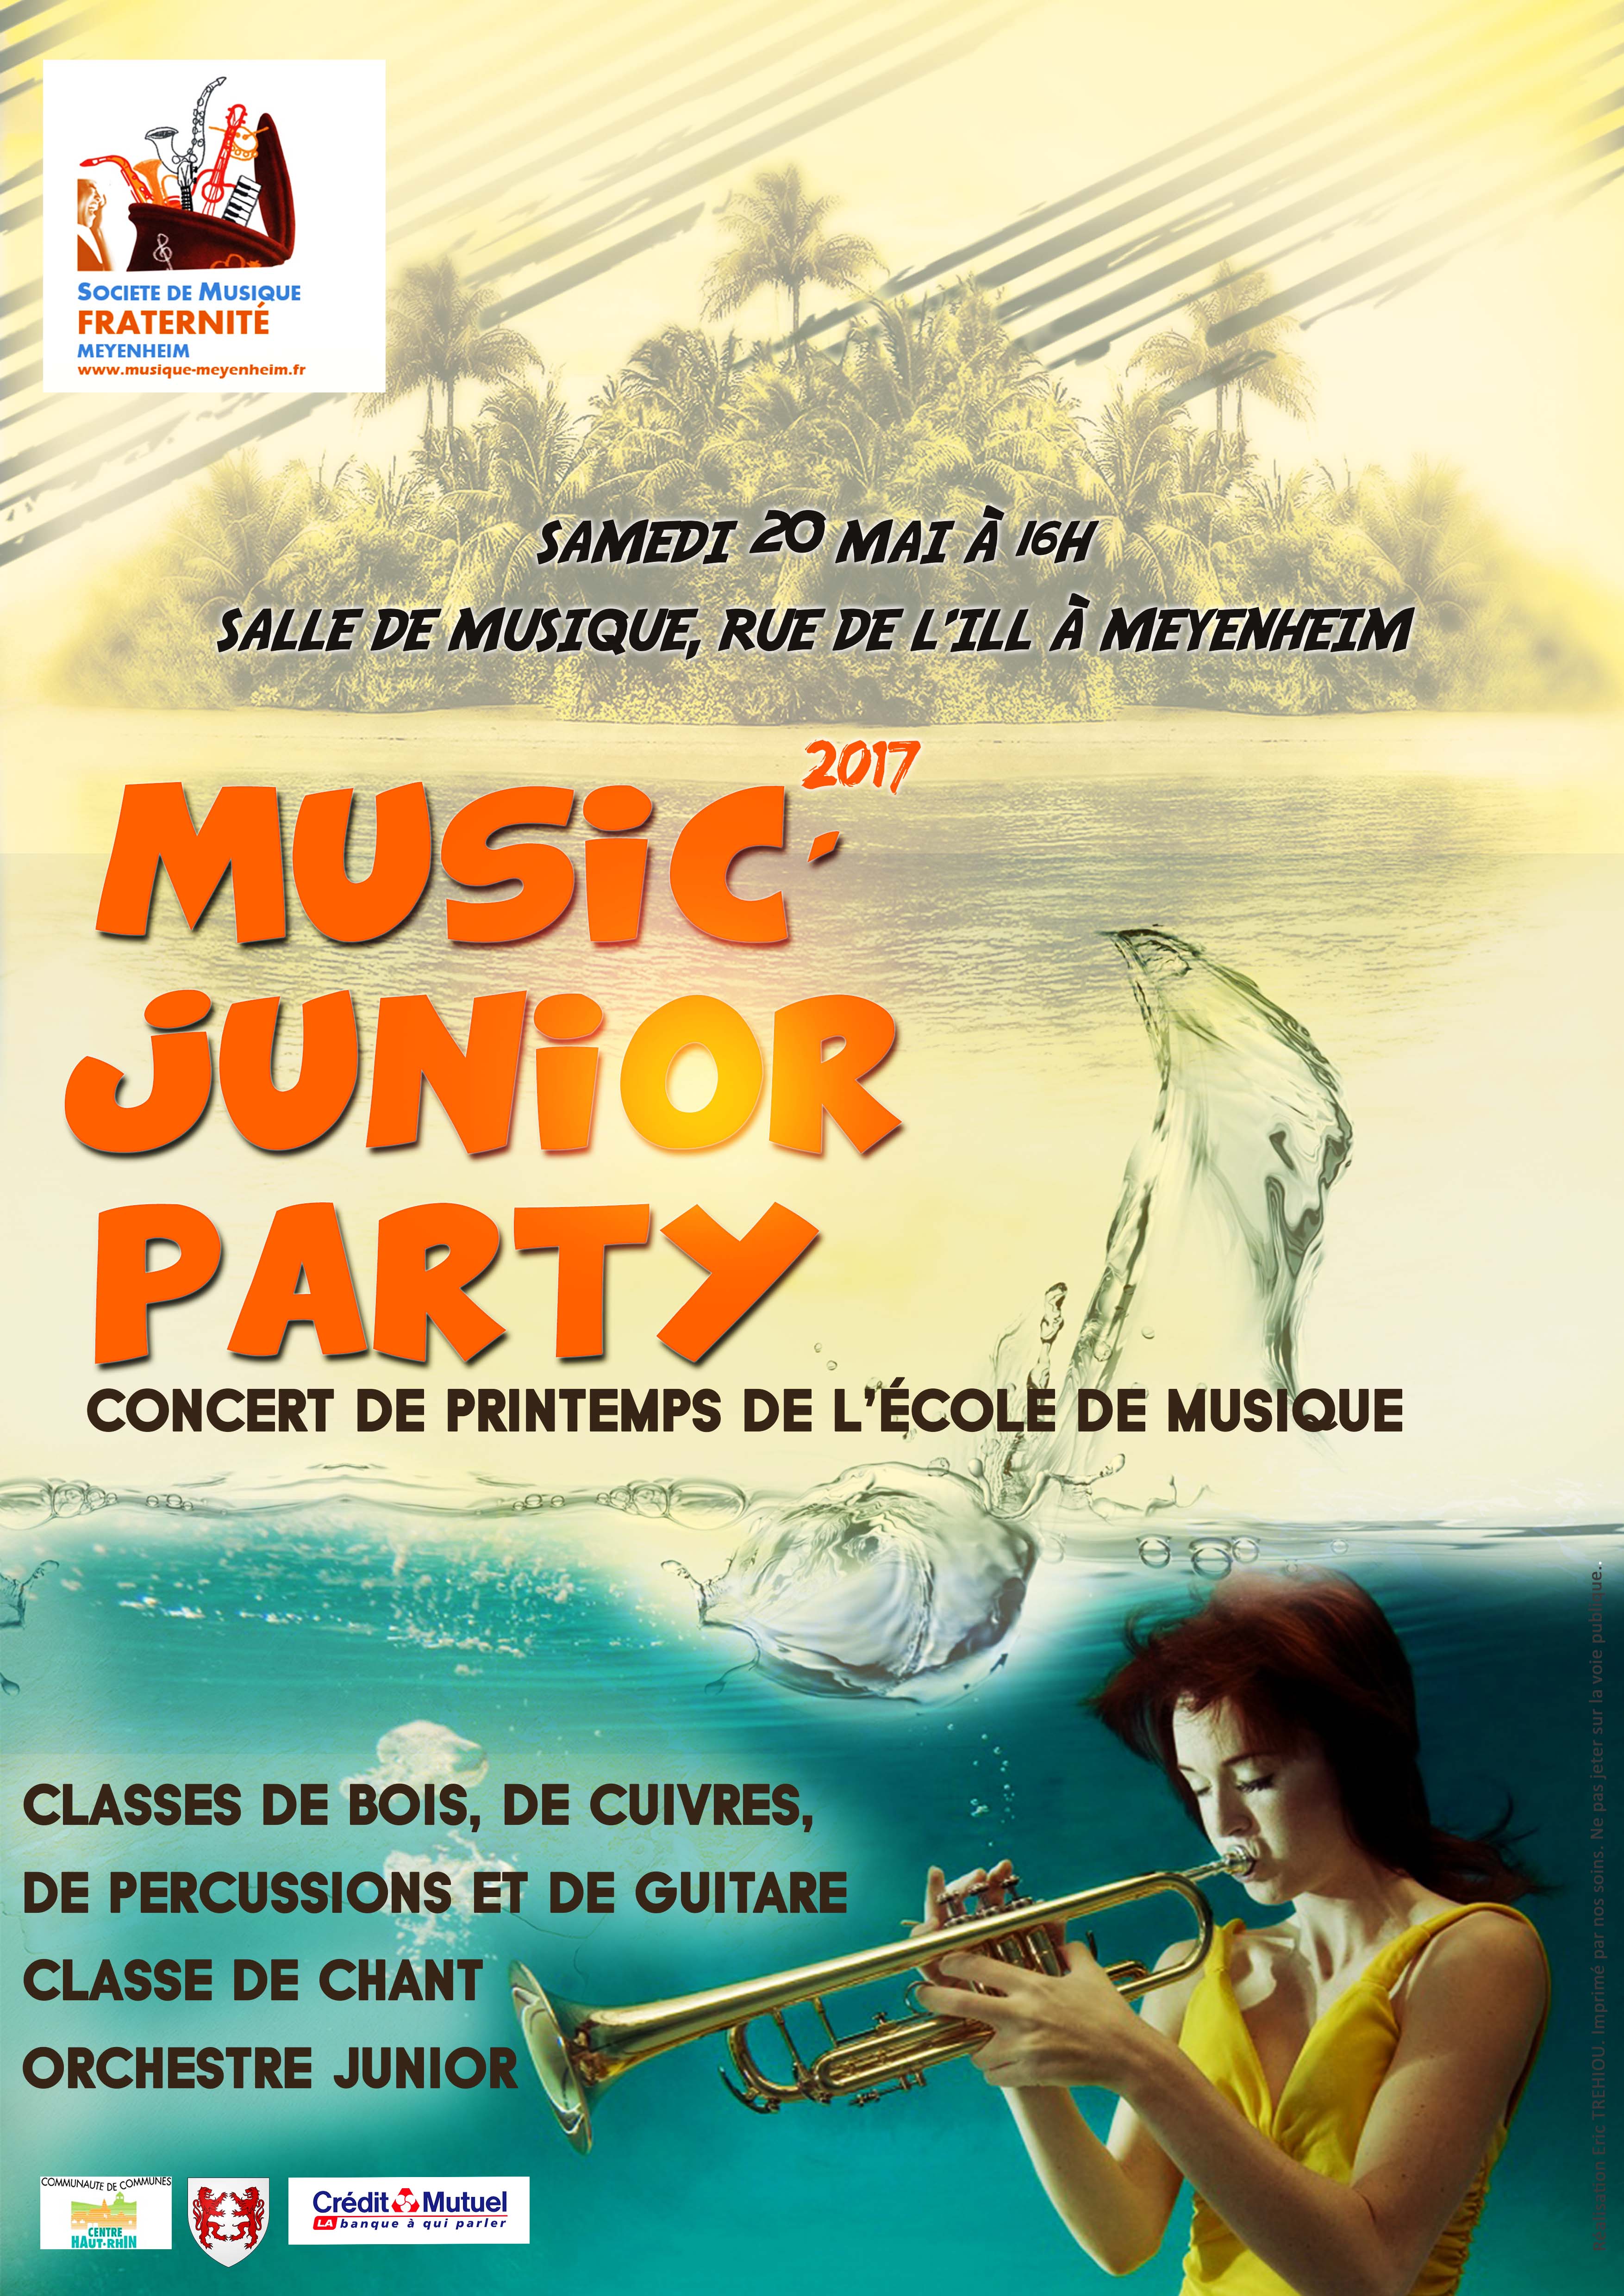 SOCIETE DE MUSIQUE
FRATERNITÉ
MEYENHEIM
www.musique-meyenheim.fr
SAMEDI 20 MAI À 16H
SALLE DE MUSIQUE, RUE DE L'ILL À MEYENHEIM
2017
MUSIC'
JUNIOR
PARTY
CONCERT DE PRINTEMPS DE L'ÉCOLE DE MUSIQUE
CLASSES DE BOIS, DE CUIVRES,
DE PERCUSSIONS ET DE GUITARE
CLASSE DE CHANT
ORCHESTRE JUNIOR
COMMUNAUTE DE COMMUNES
CENTRE
HAUT-RHIN
Crédit Mutuel
LA banque à qui parler
Réalisation Eric TREHIOU. Imprimé par nos soins. Ne pas jeter sur la voie publique..